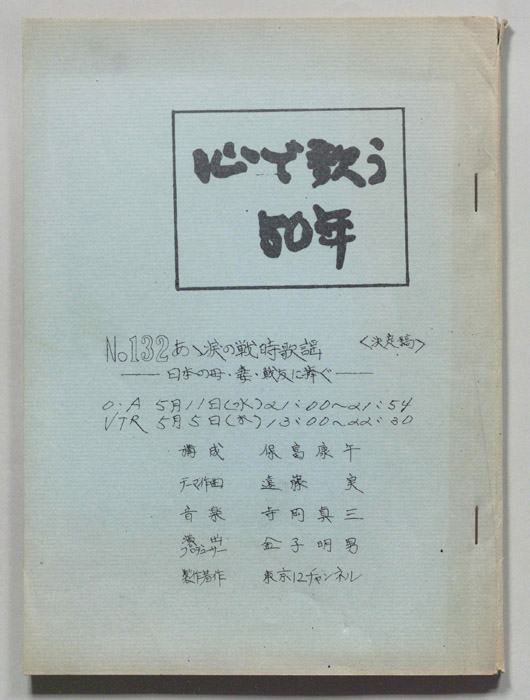 心で歌う
50年
No.132 あゝ涙の戦時歌謡 〈決定稿〉
── 日本の母・妻・戦友に捧ぐ ──
O・A 5月11日(水)21:00~21:54
VTR 5月5日(木)13:00~22:30
構成 保富康午
テーマ作曲 遠藤 実
音楽 寺岡真三
演出
プロデューサー 金子明男
製作著作 東京12チャンネル